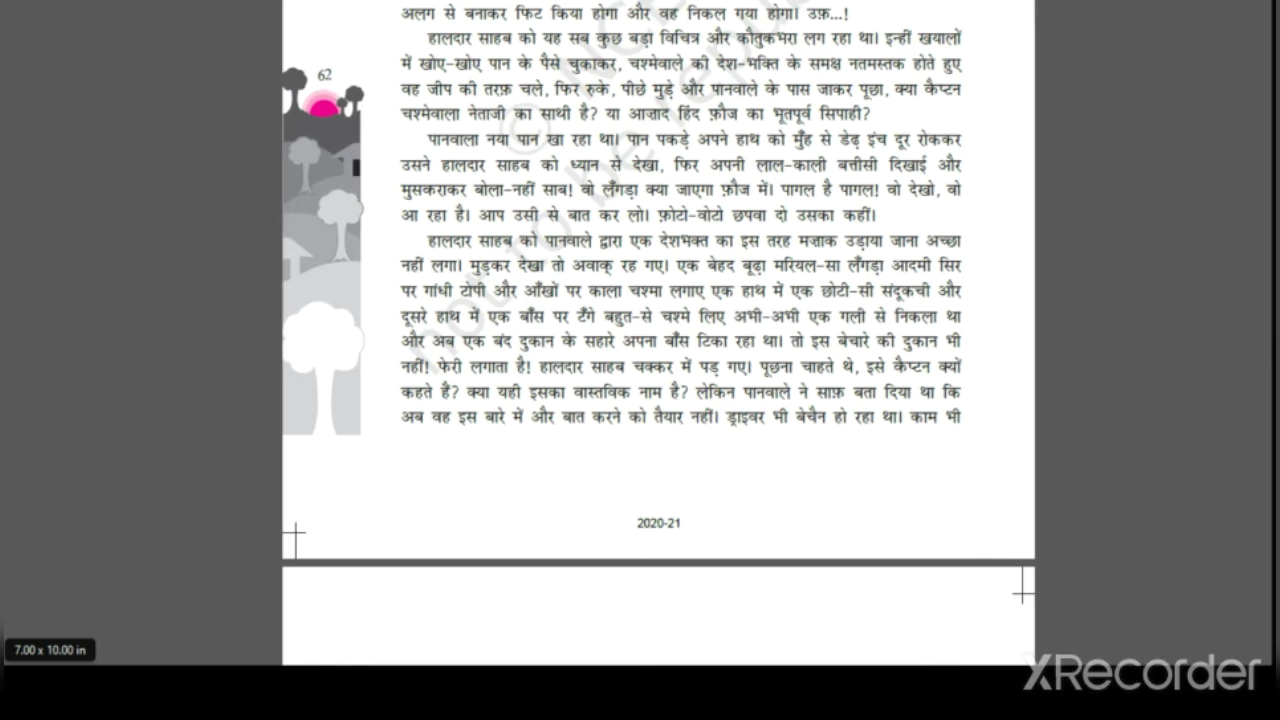 अलग से बनाकर फिट किया होगा और वह निकल गया होगा। उफ़...!
हालदार साहब को यह सब कुछ बड़ा विचित्र और कौतुकभरा लग रहा था। इन्हीं खयालों
में खोए-खोए पान के पैसे चुकाकर, चश्मेवाले की देश-भक्ति के समक्ष नतमस्तक होते हुए
62
वह जीप की तरफ़ चले, फिर रुके, पीछे मुड़े और पानवाले के पास जाकर पूछा, क्या कैप्टन
चश्मेवाला नेताजी का साथी है? या आज़ाद हिंद फ़ौज का भूतपूर्व सिपाही?
पानवाला नया पान खा रहा था। पान पकड़े अपने हाथ को मुँह से डेढ़ इंच दूर रोककर
उसने हालदार साहब को ध्यान से देखा, फिर अपनी लाल-काली बत्तीसी दिखाई और
मुसकराकर बोला-नहीं साब! वो लँगड़ा क्या जाएगा फ़ौज में। पागल है पागल! वो देखो, वो
आ रहा है। आप उसी से बात कर लो। फ़ोटो-वोटो छपवा दो उसका कहीं।
हालदार साहब को पानवाले द्वारा एक देशभक्त का इस तरह मज़ाक उड़ाया जाना अच्छा
नहीं लगा। मुड़कर देखा तो अवाक् रह गए। एक बेहद बूढ़ा मरियल-सा लँगड़ा आदमी सिर
पर गांधी टोपी और आँखों पर काला चश्मा लगाए एक हाथ में एक छोटी-सी संदूकची और
दूसरे हाथ में एक बाँस पर टँगे बहुत-से चश्मे लिए अभी-अभी एक गली से निकला था
और अब एक बंद दुकान के सहारे अपना बाँस टिका रहा था। तो इस बेचारे की दुकान भी
नहीं! फेरी लगाता है! हालदार साहब चक्कर में पड़ गए। पूछना चाहते थे, इसे कैप्टन क्यों
कहते हैं? क्या यही इसका वास्तविक नाम है? लेकिन पानवाले ने साफ़ बता दिया था कि
अब वह इस बारे में और बात करने को तैयार नहीं। ड्राइवर भी बेचैन हो रहा था। काम भी
2020-21
7.00 x 10.00 in
XRecorder